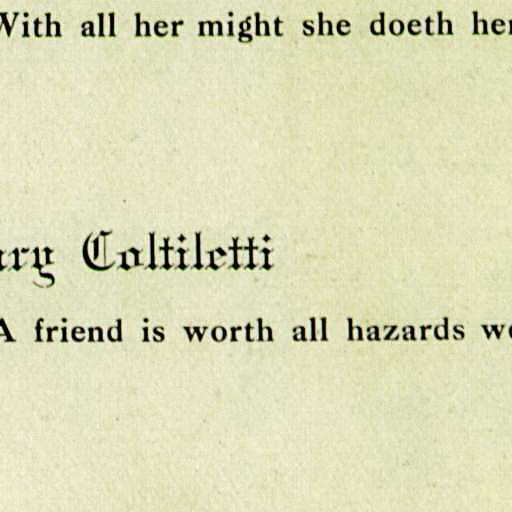 With all her might she doeth her
ary Coltiletti
A friend is worth all hazards we